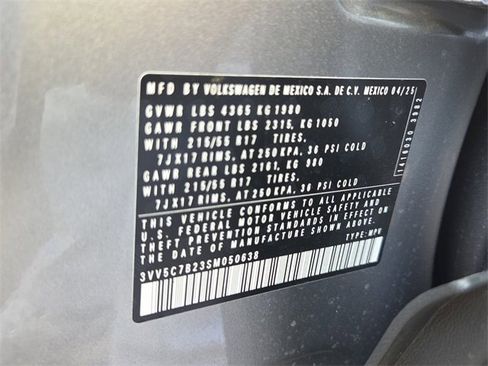 MFD BY VOLKSWAGEN DE MEXICO S.A. DE C.V. MEXICO 04/25
GVWR LBS 4365 KG 1980
GAWR FRONT LBS 2315, KG 1050
WITH 215/55 R17 TIRES.
7JX17 RIMS, AT 250 KPA, 36 PSI COLD
GAWR REAR LBS 2161, KG 980
WITH 215/55 R17 TIRES.
7JX17 RIMS, AT 250 KPA, 36 PSI COLD
THIS VEHICLE CONFORMS TO ALL APPLICABLE
U.S. FEDERAL MOTOR VEHICLE SAFETY AND
THEFT PREVENTION STANDARDS IN EFFECT ON
THE DATE OF MANUFACTURE SHOWN ABOVE
3VV5C7B23SM050638 TYPE: MPV
1416030 3982